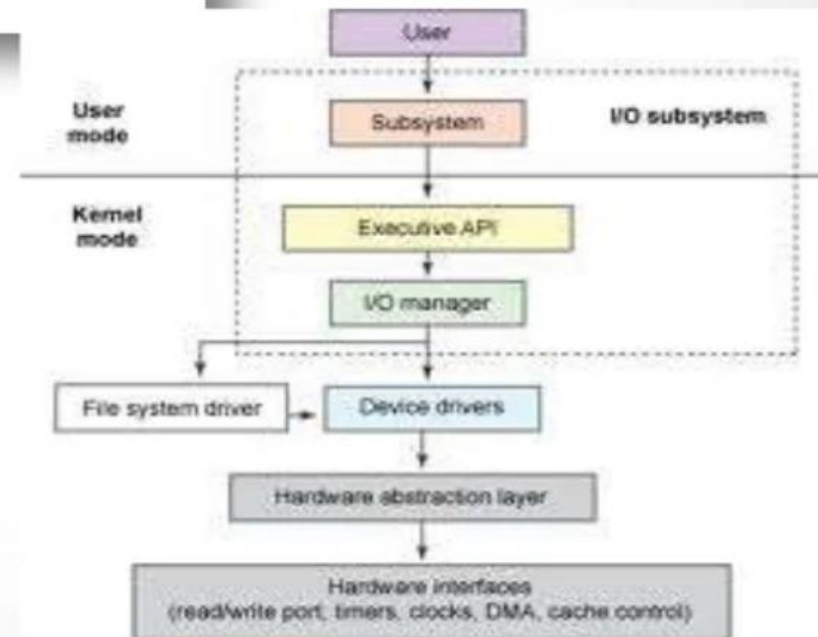 User
User
mode
Subsystem
I/O subsystem
Kernel
mode
Executive API
I/O manager
File system driver
Device drivers
Hardware abstraction layer
Hardware interfaces
(read/write port, timers, clocks, DMA, cache control)